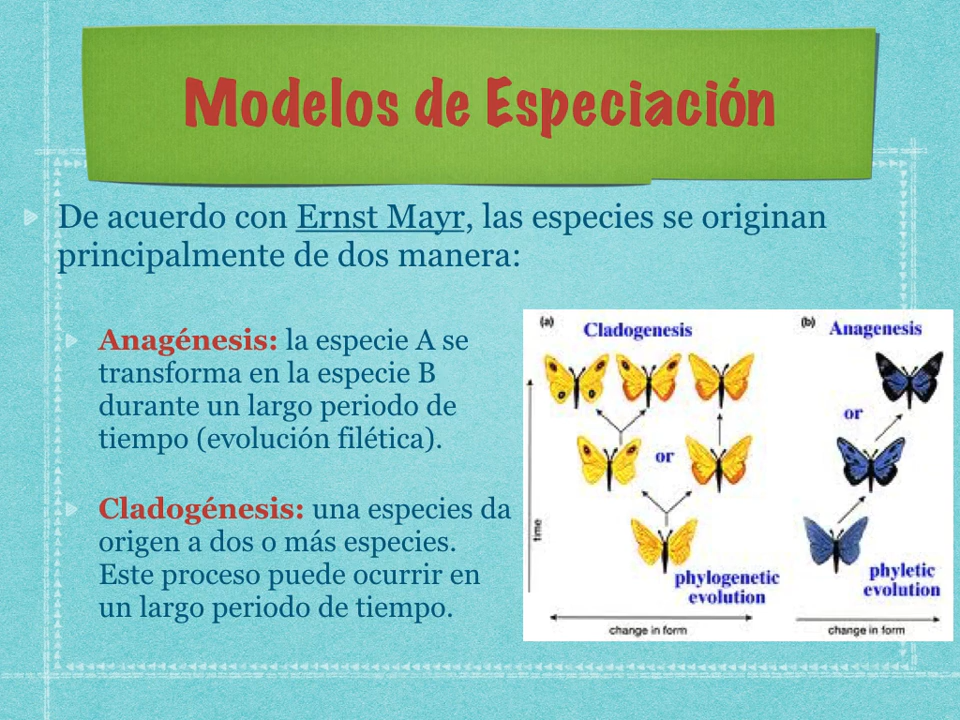 Modelos de Especiación
De acuerdo con Ernst Mayr, las especies se originan
principalmente de dos manera:
Anagénesis: la especie A se
transforma en la especie B
durante un largo periodo de
tiempo (evolución filética).
Cladogénesis: una especies da
origen a dos o más especies.
Este proceso puede ocurrir en
un largo periodo de tiempo.
(a)
Cladogenesis
or
time
phylogenetic
evolution
change in form
(b)
Anagenesis
or
phyletic
evolution
change in form